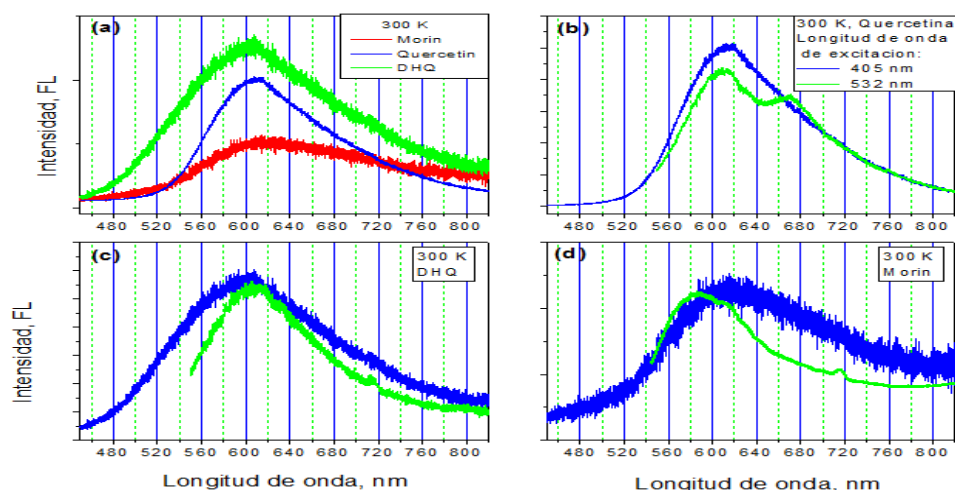 (a)
300 K
Morin
Quercetin
DHQ
Intensidad, FL
480 520 560 600 640 680 720 760 800
(b)
300 K, Quercetina
Longitud de onda
de excitacion:
405 nm
532 nm
480 520 560 600 640 680 720 760 800
(c)
300 K
DHQ
Intensidad, FL
480 520 560 600 640 680 720 760 800
Longitud de onda, nm
(d)
300 K
Morin
480 520 560 600 640 680 720 760 800
Longitud de onda, nm